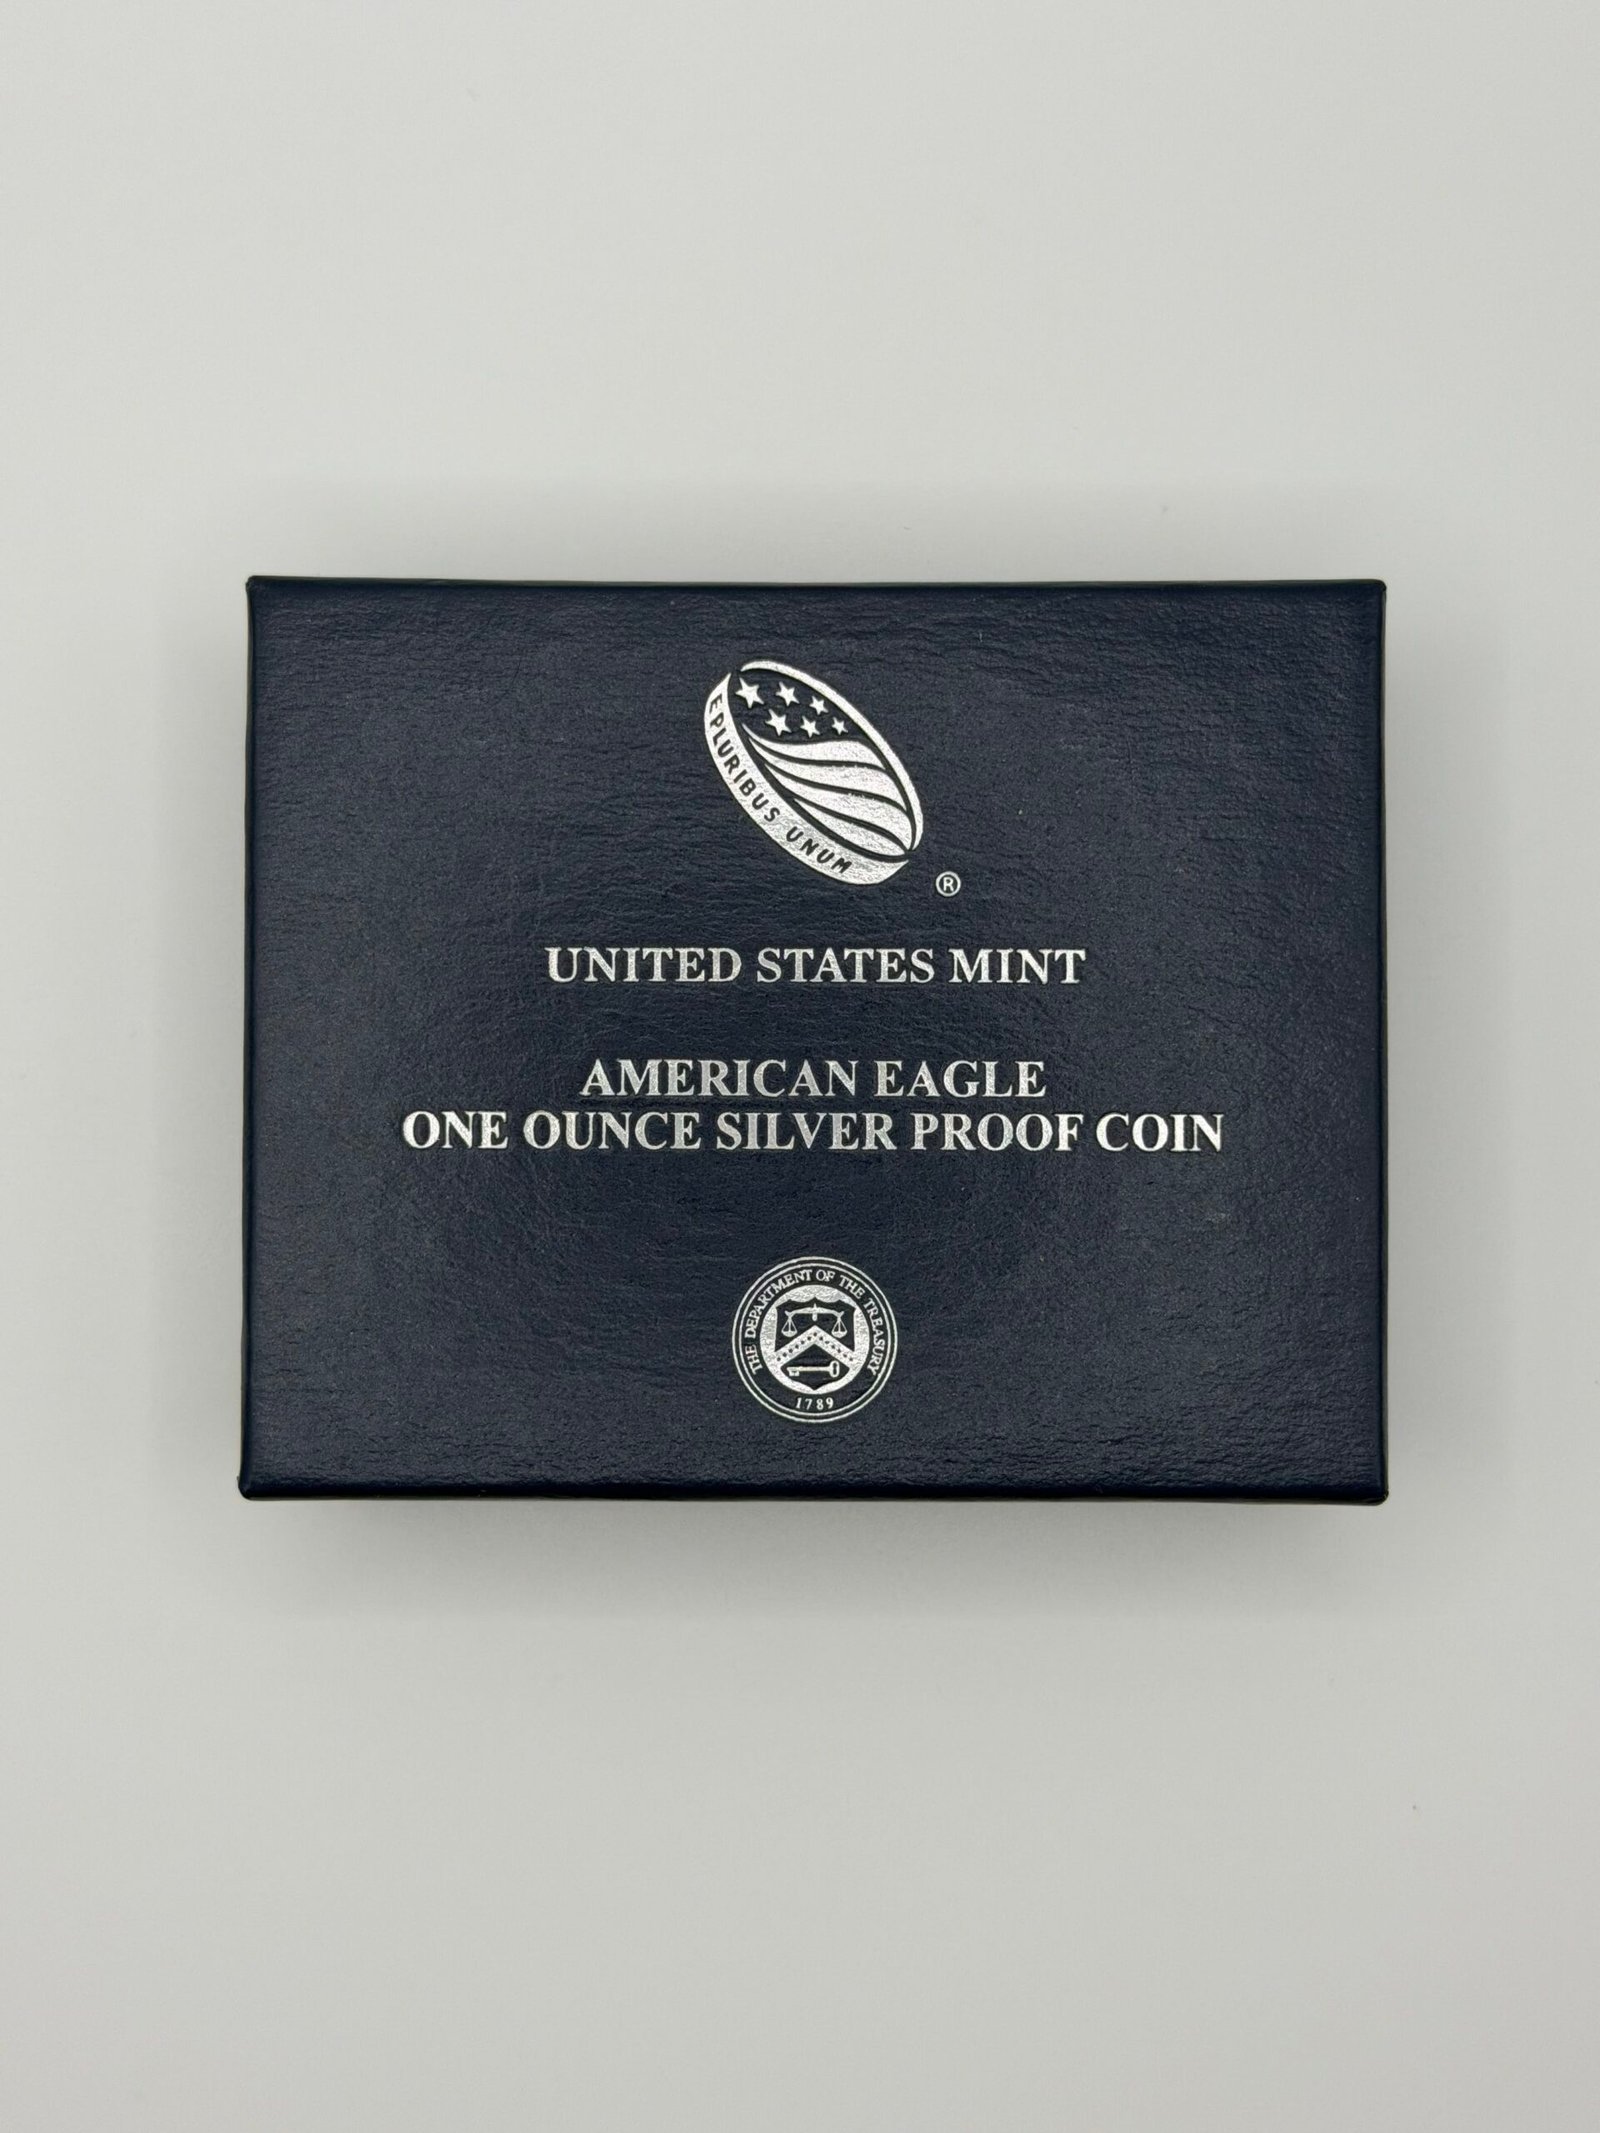 E PLURIBUS UNUM
®
UNITED STATES MINT
AMERICAN EAGLE
ONE OUNCE SILVER PROOF COIN
THE DEPARTMENT OF THE TREASURY
1789